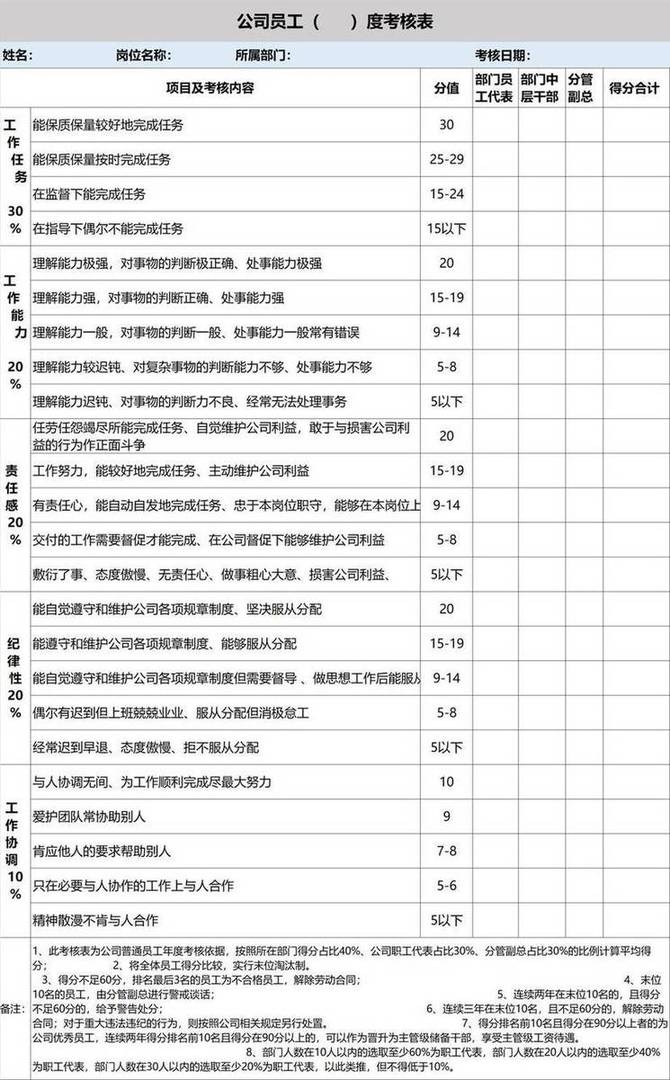 公司员工（ ）度考核表
姓名: 岗位名称: 所属部门: 考核日期:
项目及考核内容 分值 部门员工代表 部门中层干部 分管副总 得分合计
工作任务 30%
能保质保量较好地完成任务 30
能保质保量按时完成任务 25-29
在监督下能完成任务 15-24
在指导下偶尔不能完成任务 15以下
工作能力 20%
理解能力极强，对事物的判断极正确、处事能力极强 20
理解能力强，对事物的判断正确、处事能力强 15-19
理解能力一般，对事物的判断一般、处事能力一般常有错误 9-14
理解能力较迟钝、对复杂事物的判断能力不够、处事能力不够 5-8
理解能力迟钝、对事物的判断力不良、经常无法处理事务 5以下
责任感 20%
任劳任怨竭尽所能完成任务、自觉维护公司利益，敢于与损害公司利
益的行为作正面斗争 20
工作努力，能较好地完成任务、主动维护公司利益 15-19
有责任心，能自动自发地完成任务、忠于本岗位职守，能够在本岗位上 9-14
交付的工作需要督促才能完成、在公司督促下能够维护公司利益 5-8
敷衍了事、态度傲慢、无责任心、做事粗心大意、损害公司利益、 5以下
纪律性 20%
能自觉遵守和维护公司各项规章制度、坚决服从分配 20
能遵守和维护公司各项规章制度、能够服从分配 15-19
能自觉遵守和维护公司各项规章制度但需要督导 、做思想工作后能服从 9-14
偶尔有迟到但上班兢兢业业、服从分配但消极怠工 5-8
经常迟到早退、态度傲慢、拒不服从分配 5以下
工作协调 10%
与人协调无间、为工作顺利完成尽最大努力 10
爱护团队常协助别人 9
肯应他人的要求帮助别人 7-8
只在必要与人协作的工作上与人合作 5-6
精神散漫不肯与人合作 5以下
备注:
1、此考核表为公司普通员工年度考核依据，按照所在部门得分占比40%、公司职工代表占比30%、分管副总占比30%的比例计算平均得
分； 2、将全体员工得分比较，实行末位淘汰制。
3、得分不足60分，排名最后3名的员工为不合格员工，解除劳动合同； 4、末位
10名的员工，由分管副总进行警戒谈话； 5、连续两年在末位10名的，且得分
不足60分的，给予警告处分； 6、连续三年在末位10名，且不足60分的，解除劳动
合同；对于重大违法违纪的行为，则按照公司相关规定另行处置。 7、得分排名前10名且得分在90分以上者的为
公司优秀员工，连续两年得分排名前10名且得分在90分以上的，可以作为晋升为主管级储备干部，享受主管级工资待遇。
8、部门人数在10人以内的选取至少60%为职工代表，部门人数在20人以内的选取至少40%
为职工代表，部门人数在30人以内的选取至少20%为职工代表，以此类推，但不得低于10%。